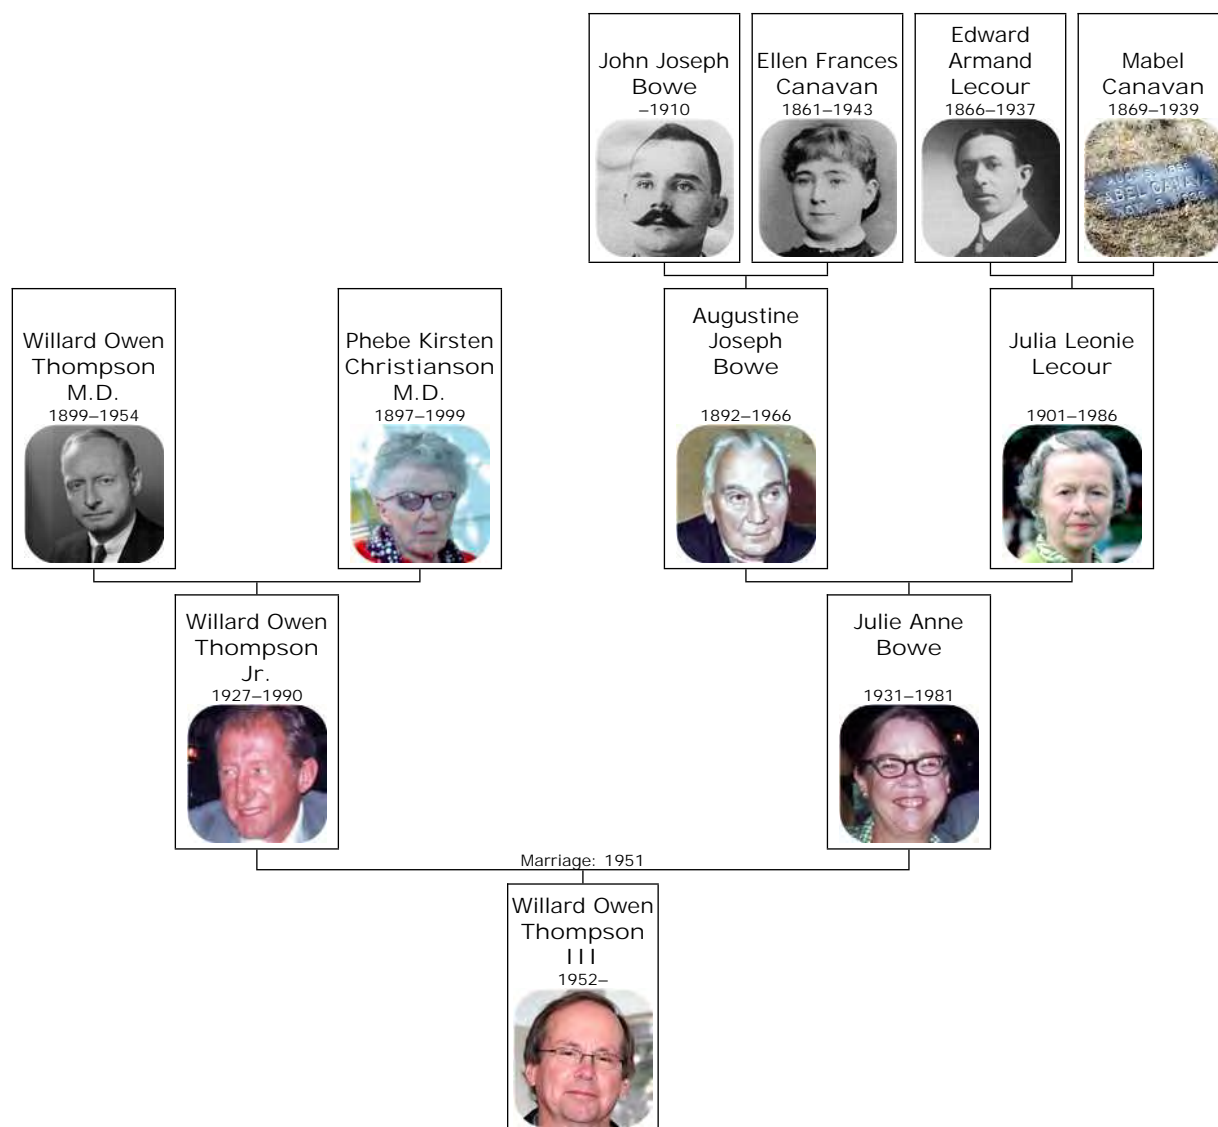 John Joseph
Bowe
–1910
Ellen Frances
Canavan
1861–1943
Edward
Armand
Lecour
1866–1937
Mabel
Canavan
1869–1939
MABEL CANAVA
Willard Owen
Thompson
M.D.
1899–1954
Phebe Kirsten
Christianson
M.D.
1897–1999
Augustine
Joseph
Bowe
1892–1966
Julia Leonie
Lecour
1901–1986
Willard Owen
Thompson
Jr.
1927–1990
Julie Anne
Bowe
1931–1981
Marriage: 1951
Willard Owen
Thompson
III
1952–